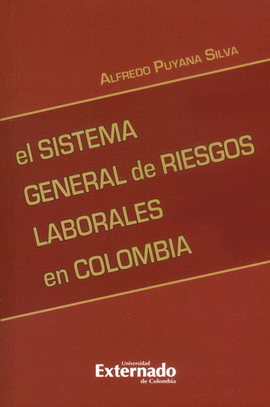 ALFREDO PUYANA SILVA
el SISTEMA
GENERAL de RIESGOS
LABORALES
en COLOMBIA
Universidad
Externado
de Colombia